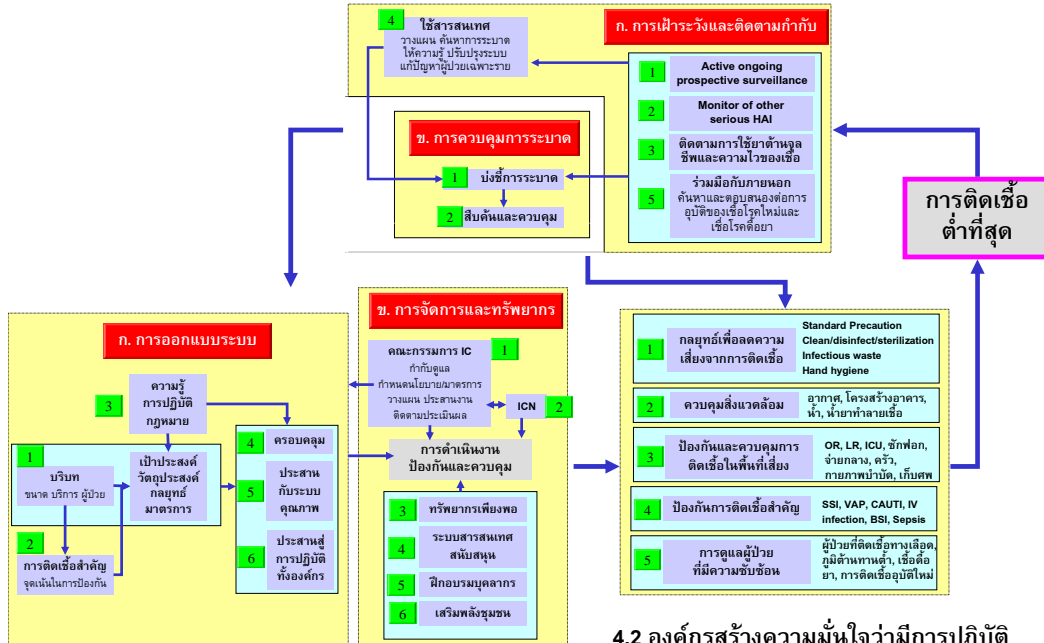 4
ใช้สารสนเทศ
วางแผน ค้นหาการระบาด
ให้ความรู้ ปรับปรุงระบบ
แก้ปัญหาผู้ป่วยเฉพาะราย
ก. การเฝ้าระวังและติดตามกำกับ
1
Active ongoing
prospective surveillance
2
Monitor of other
serious HAI
3
ติดตามการใช้ยาต้านจุล
ชีพและความไวของเชื้อ
5
ร่วมมือกับภายนอก
ค้นหาและตอบสนองต่อการ
อุบัติของเชื้อโรคใหม่และ
เชื้อโรคดื้อยา
ข. การควบคุมการระบาด
1
บ่งชี้การระบาด
2
สืบค้นและควบคุม
การติดเชื้อ
ต่ำที่สุด
ก. การออกแบบระบบ
3
ความรู้
การปฏิบัติ
กฎหมาย
1
บริบท
ขนาด บริการ ผู้ป่วย
เป้าประสงค์
วัตถุประสงค์
กลยุทธ์
มาตรการ
2
การติดเชื้อสำคัญ
จุดเน้นในการป้องกัน
4
ครอบคลุม
5
ประสาน
กับระบบ
คุณภาพ
6
ประสานสู่
การปฏิบัติ
ทั้งองค์กร
ข. การจัดการและทรัพยากร
คณะกรรมการ IC
1
กำกับดูแล
กำหนดนโยบาย/มาตรการ
วางแผน ประสานงาน
ติดตามประเมินผล
ICN
2
การดำเนินงาน
ป้องกันและควบคุม
3
ทรัพยากรเพียงพอ
4
ระบบสารสนเทศ
สนับสนุน
5
ฝึกอบรมบุคลากร
6
เสริมพลังชุมชน
1
กลยุทธ์เพื่อลดความ
เสี่ยงจากการติดเชื้อ
Standard Precaution
Clean/disinfect/sterilization
Infectious waste
Hand hygiene
2
ควบคุมสิ่งแวดล้อม
อากาศ, โครงสร้างอาคาร,
น้ำ, น้ำยาทำลายเชื้อ
3
ป้องกันและควบคุมการ
ติดเชื้อในพื้นที่เสี่ยง
OR, LR, ICU, ซักฟอก,
จ่ายกลาง, ครัว,
กายภาพบำบัด, เก็บศพ
4
ป้องกันการติดเชื้อสำคัญ
SSI, VAP, CAUTI, IV
infection, BSI, Sepsis
5
การดูแลผู้ป่วย
ที่มีความซับซ้อน
ผู้ป่วยที่ติดเชื้อทางเลือด,
ภูมิต้านทานต่ำ, เชื้อดื้อ
ยา, การติดเชื้ออุบัติใหม่
4.2 องค์กรสร้างความมั่นใจว่ามีการปฏิบัติ